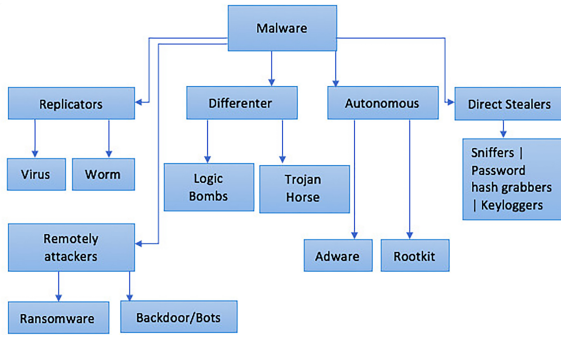 Malware
Replicators
Differenter
Autonomous
Direct Stealers
Virus
Worm
Logic
Bombs
Trojan
Horse
Sniffers |
Password
hash grabbers
| Keyloggers
Remotely
attackers
Adware
Rootkit
Ransomware
Backdoor/Bots